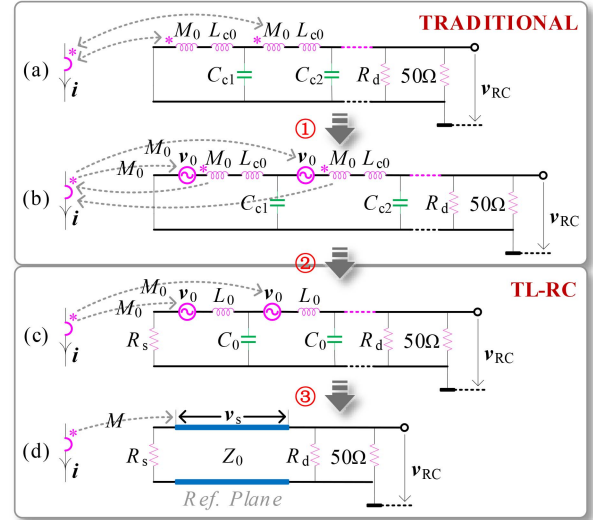 TRADITIONAL
M0 Lc0 M0 Lc0
(a) i Cc1 Cc2 Rd 50Ω vRC
①
M0 M0 v0 M0 Lc0 v0 M0 Lc0
(b) i Cc1 Cc2 Rd 50Ω vRC
②
TL-RC
M0 M0 v0 L0 v0 L0
(c) i Rs C0 C0 Rd 50Ω vRC
③
M vs
(d) i Rs Z0 Rd 50Ω vRC
Ref. Plane